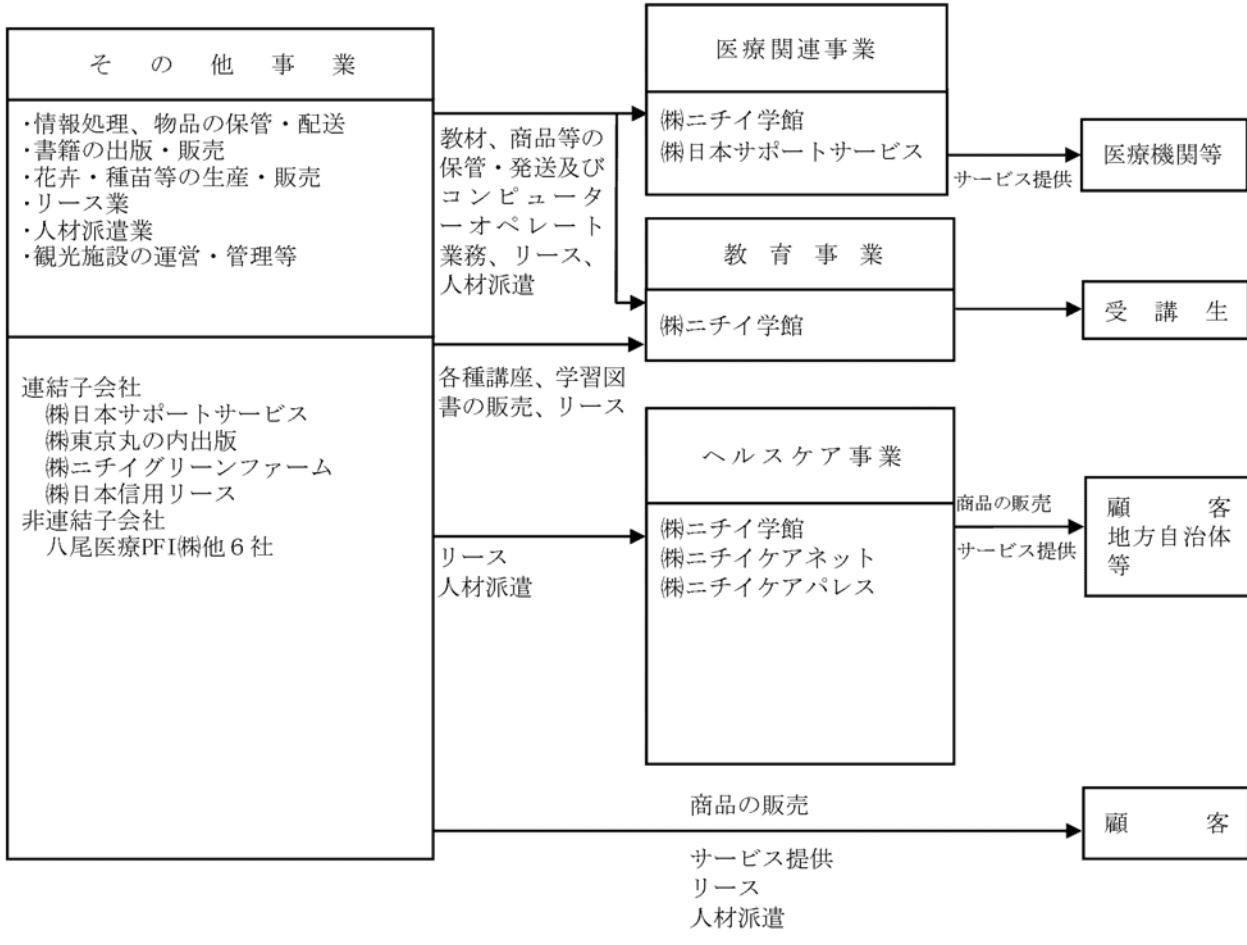 その他事業
・情報処理、物品の保管・配送
・書籍の出版・販売
・花卉・種苗等の生産・販売
・リース業
・人材派遣業
・観光施設の運営・管理等
連結子会社
㈱日本サポートサービス
㈱東京丸の内出版
㈱ニチイグリーンファーム
㈱日本信用リース
非連結子会社
八尾医療PFI㈱他6社
教材、商品等の
保管・発送及び
コンピュータ
ーオペレート
業務、リース、
人材派遣
各種講座、学習図
書の販売、リース
リース
人材派遣
医療関連事業
㈱ニチイ学館
㈱日本サポートサービス
サービス提供
医療機関等
教育事業
㈱ニチイ学館
受講生
ヘルスケア事業
㈱ニチイ学館
㈱ニチイケアネット
㈱ニチイケアパレス
商品の販売
サービス提供
顧客
地方自治体
等
商品の販売
サービス提供
リース
人材派遣
顧客